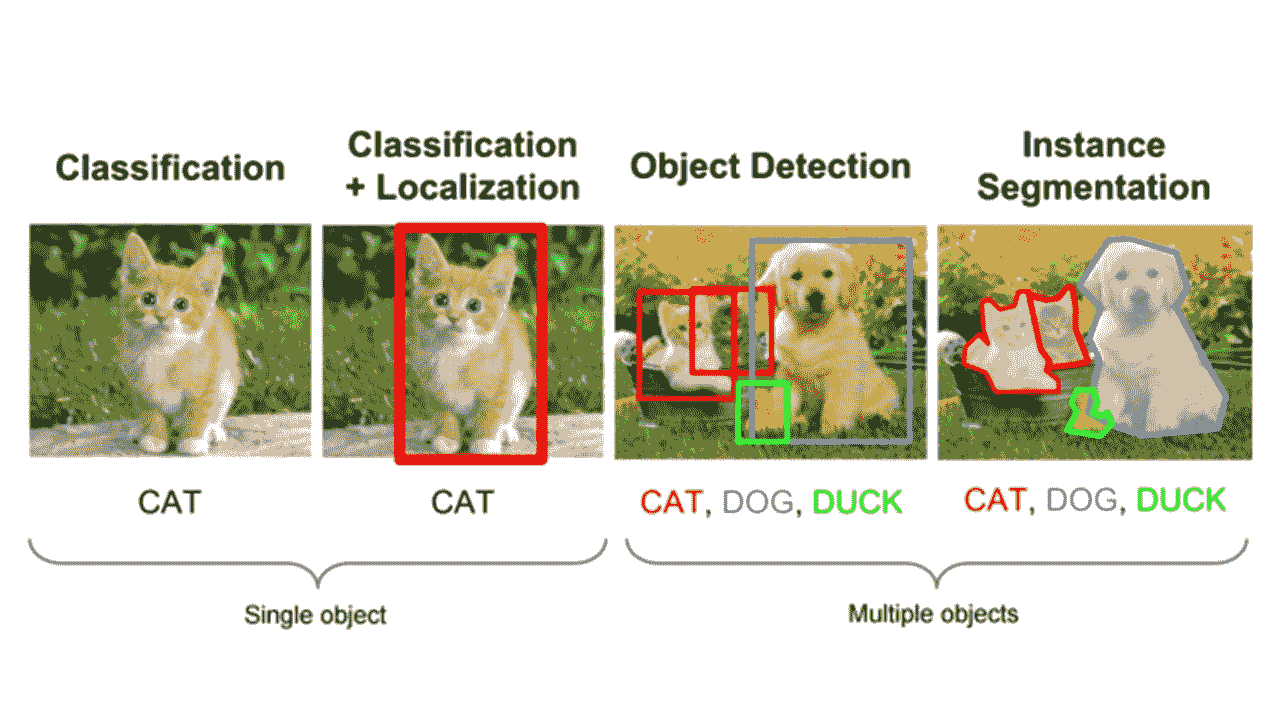 Classification
Classification
+ Localization
Object Detection
Instance
Segmentation
CAT
CAT
CAT, DOG, DUCK
CAT, DOG, DUCK
Single object
Multiple objects